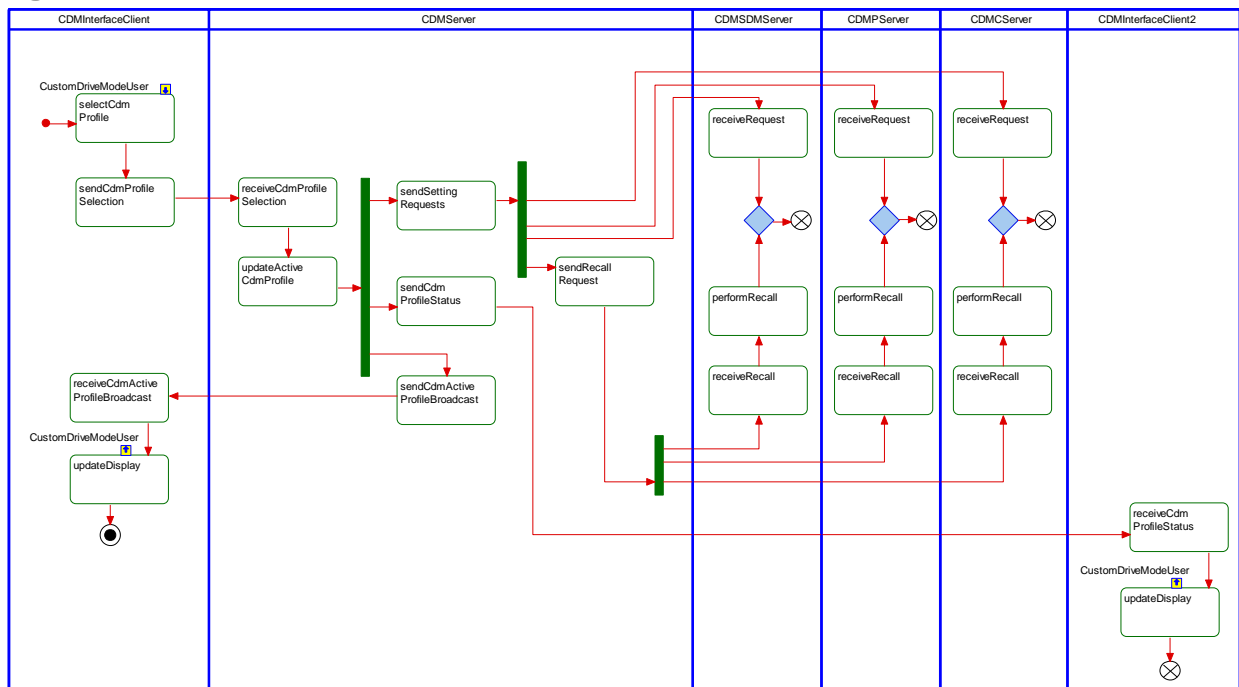 CDMInterfaceClient
CDMServer
CDMSDMServer
CDMPServer
CDMCServer
CDMInterfaceClient2
CustomDriveModeUser
selectCdm
Profile
sendCdmProfile
Selection
receiveCdmProfile
Selection
updateActive
CdmProfile
sendSetting
Requests
sendCdm
ProfileStatus
sendCdmActive
ProfileBroadcast
sendRecall
Request
receiveRequest
receiveRequest
receiveRequest
performRecall
performRecall
performRecall
receiveRecall
receiveRecall
receiveRecall
receiveCdmActive
ProfileBroadcast
CustomDriveModeUser
updateDisplay
receiveCdm
ProfileStatus
CustomDriveModeUser
updateDisplay